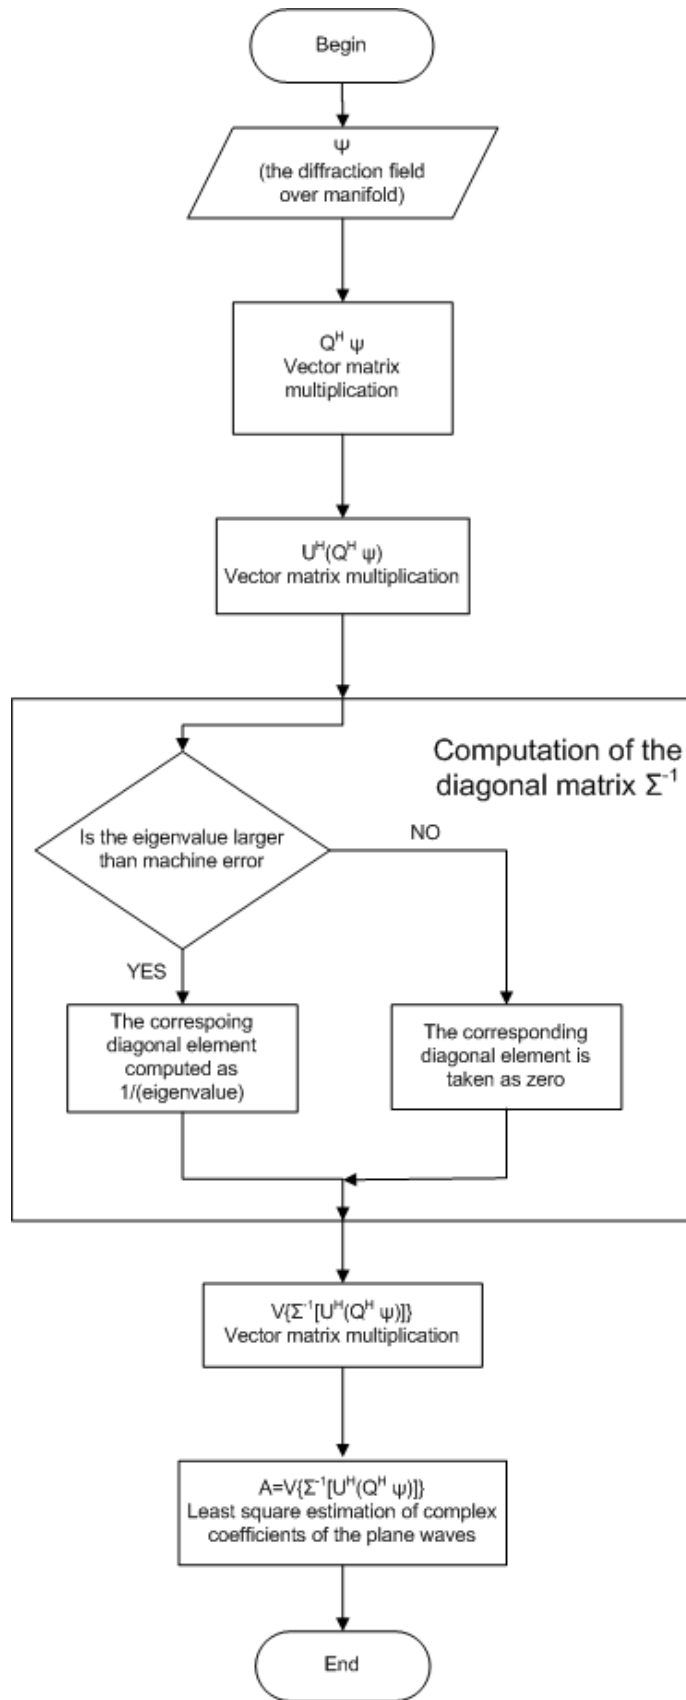 Begin
Ψ
(the diffraction field
over manifold)
Q^H ψ
Vector matrix
multiplication
U^H(Q^H ψ)
Vector matrix multiplication
Computation of the
diagonal matrix Σ^-1
Is the eigenvalue larger
than machine error
NO
YES
The correspoing
diagonal element
computed as
1/(eigenvalue)
The corresponding
diagonal element is
taken as zero
V{Σ^-1[U^H(Q^H ψ)]}
Vector matrix multiplication
A=V{Σ^-1[U^H(Q^H ψ)]}
Least square estimation of complex
coefficients of the plane waves
End